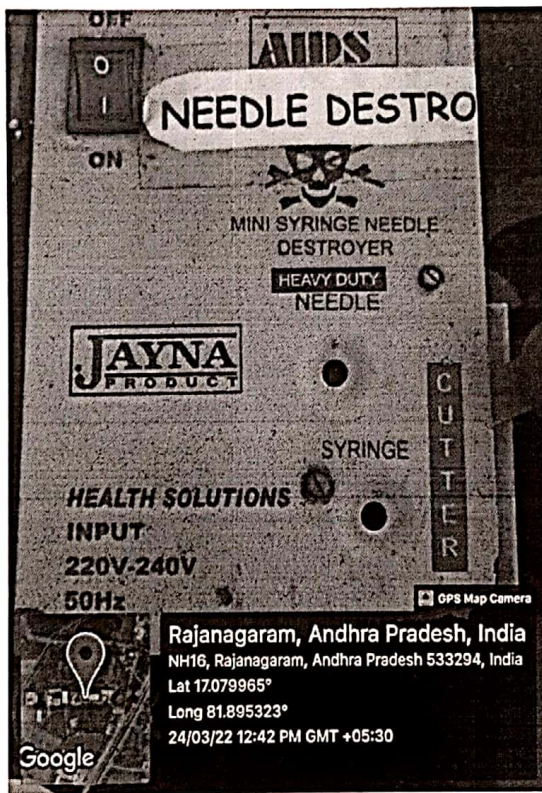 OFF
AIDS
O
I
NEEDLE DESTRO
ON
MINI SYRINGE NEEDLE
DESTROYER
HEAVY DUTY
NEEDLE
JAYNA
PRODUCT
CUTTER
SYRINGE
HEALTH SOLUTIONS
INPUT
220V-240V
50Hz
GPS Map Camera
Rajanagaram, Andhra Pradesh, India
NH16, Rajanagaram, Andhra Pradesh 533294, India
Lat 17.079965°
Long 81.895323°
24/03/22 12:42 PM GMT +05:30
Google